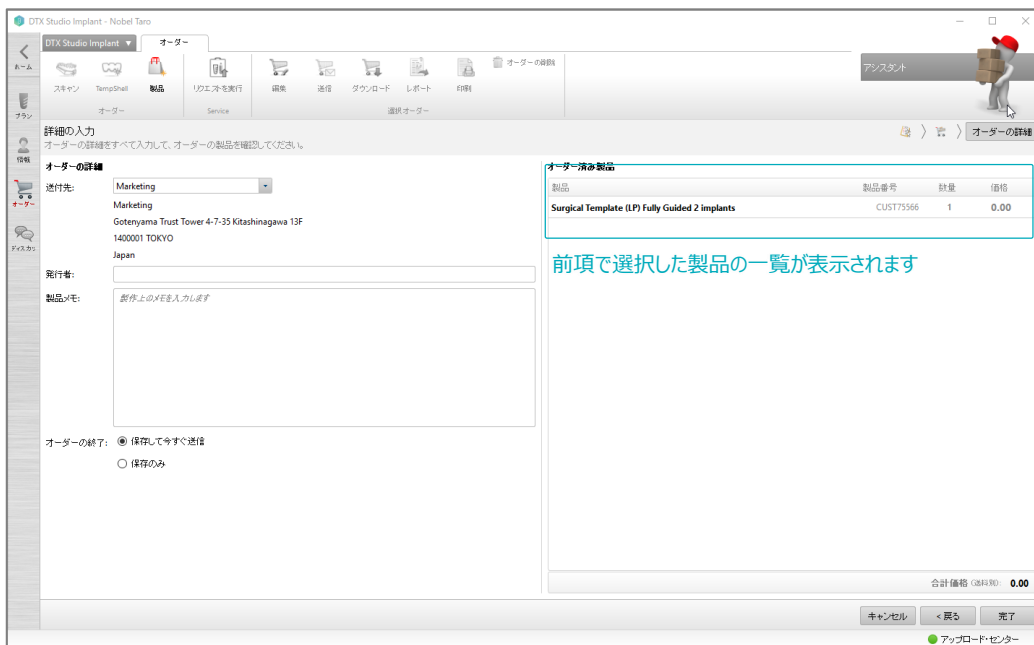 DTX Studio Implant - Nobel Taro
DTX Studio Implant
オーダー
ホーム
スキャン
TempShell
製品
リクエストを実行
編集
送信
ダウンロード
レポート
印刷
オーダーの削除
アシスタント
オーダー
Service
選択オーダー
プラン
詳細の入力
オーダーの詳細をすべて入力して、オーダーの製品を確認してください。
オーダーの詳細
情報
オーダーの詳細
オーダー済み製品
送付先:
Marketing
製品
製品番号
数量
価格
オーダー
Marketing
Surgical Template (LP) Fully Guided 2 implants
CUST75566
1
0.00
Gotenyama Trust Tower 4-7-35 Kitashinagawa 13F
1400001 TOKYO
Japan
前項で選択した製品の一覧が表示されます
発行者:
製品メモ:
製作上のメモを入力します
オーダーの終了:
保存して今すぐ送信
保存のみ
合計価格 (送料別):
0.00
キャンセル
< 戻る
完了
アップロード・センター